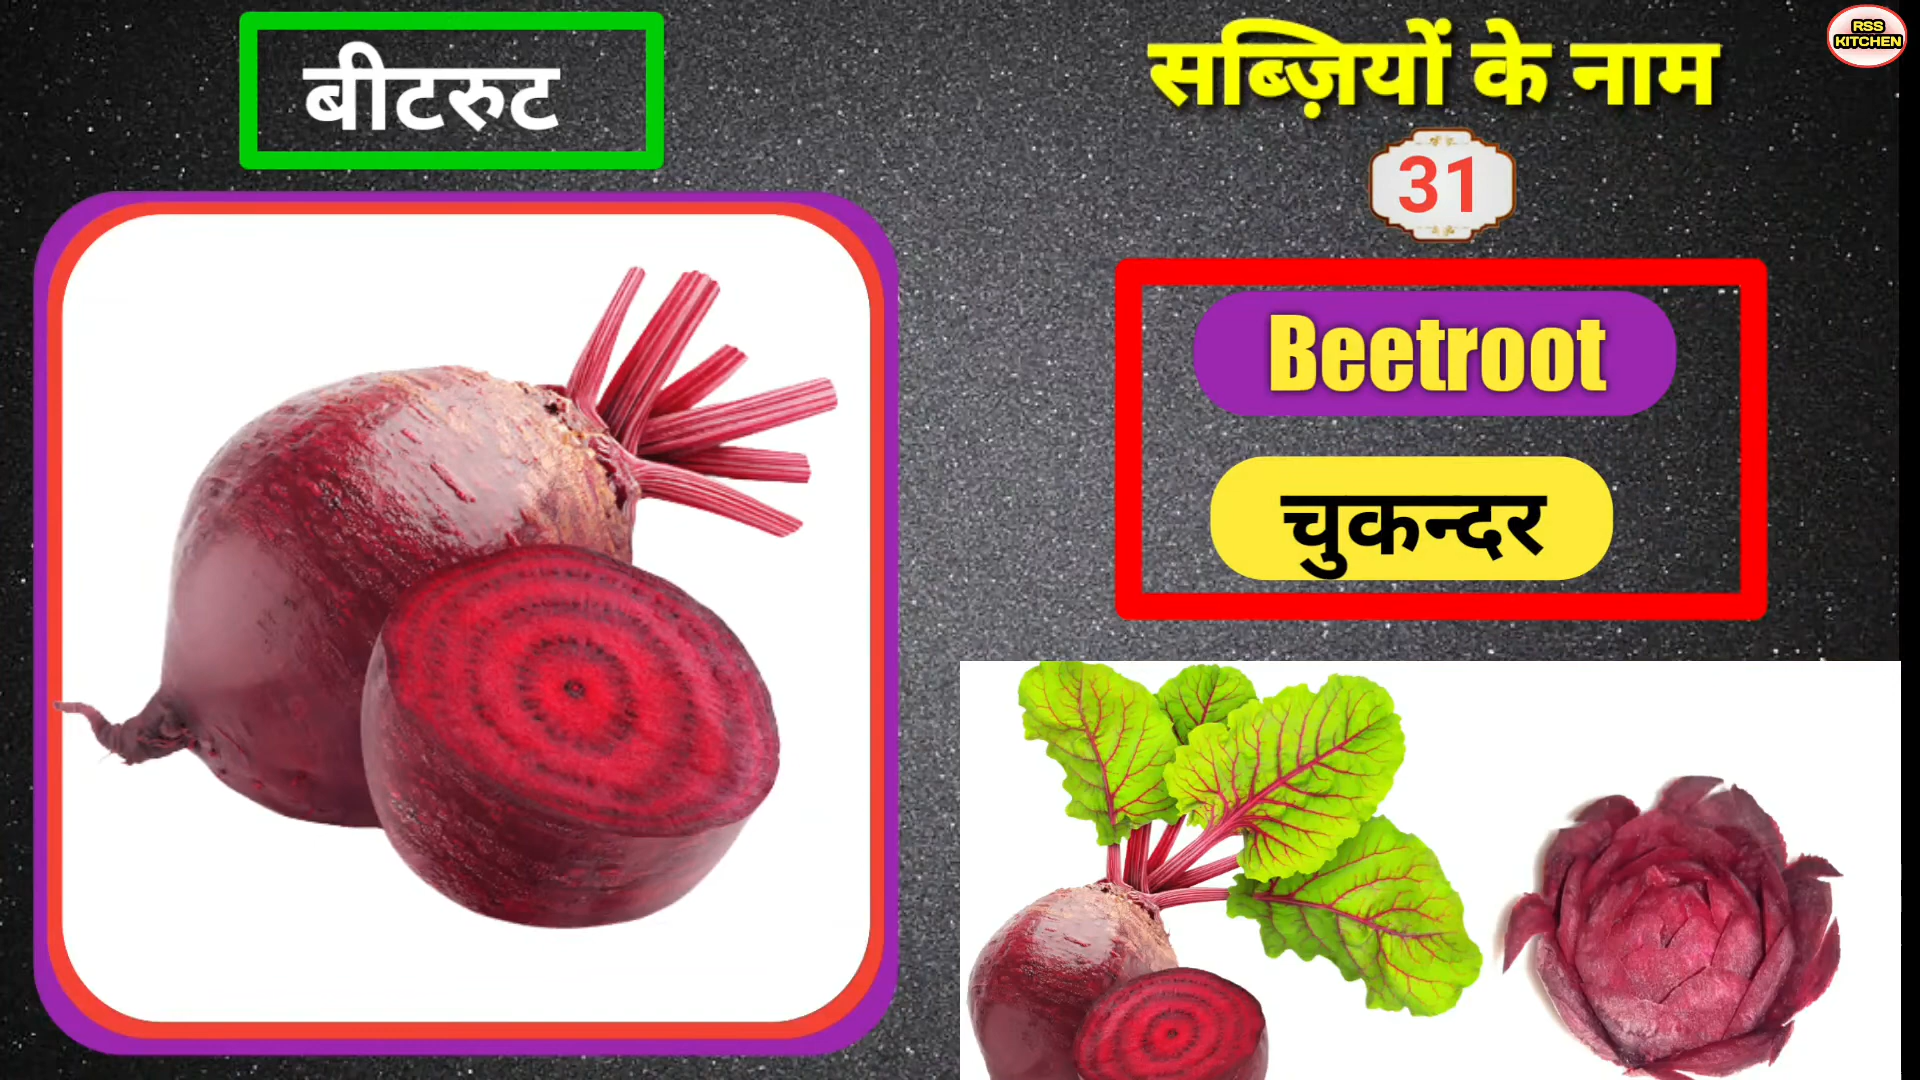 बीटरुट
सब्ज़ियों के नाम
RSS
KITCHEN
31
Beetroot
चुकन्दर